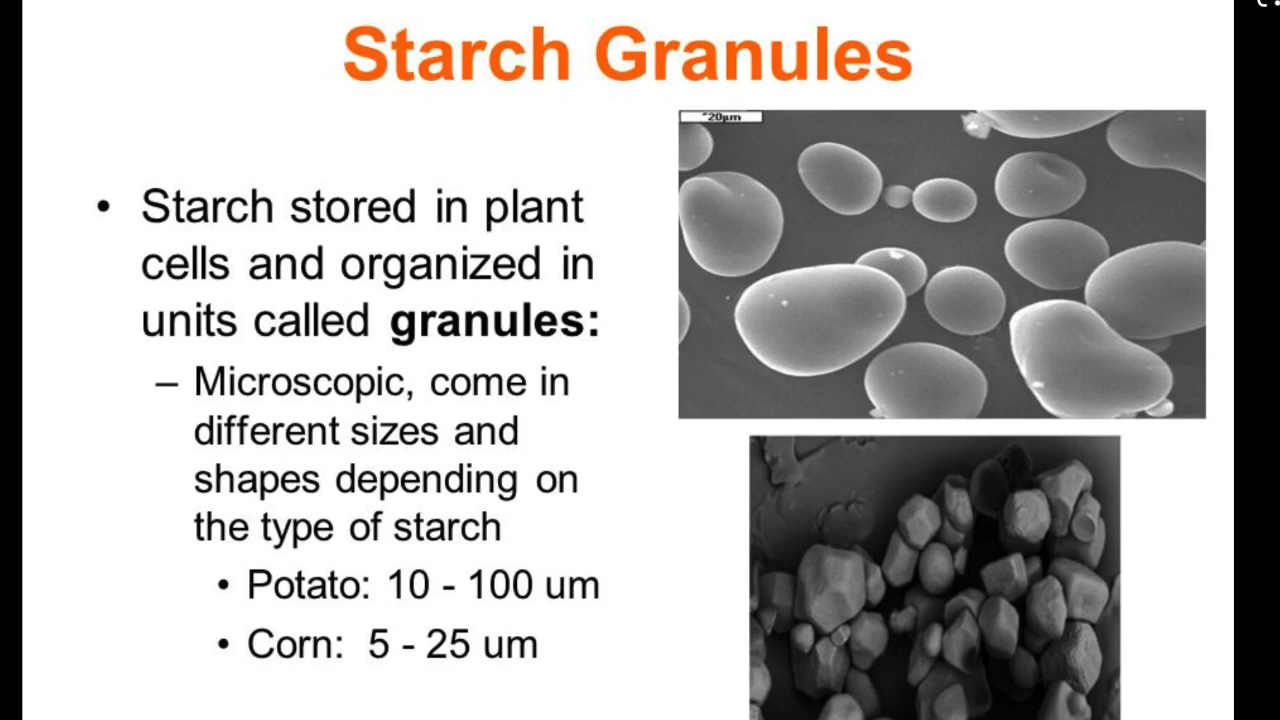 Starch Granules
20µm
• Starch stored in plant
cells and organized in
units called granules:
– Microscopic, come in
different sizes and
shapes depending on
the type of starch
• Potato: 10 - 100 um
• Corn: 5 - 25 um